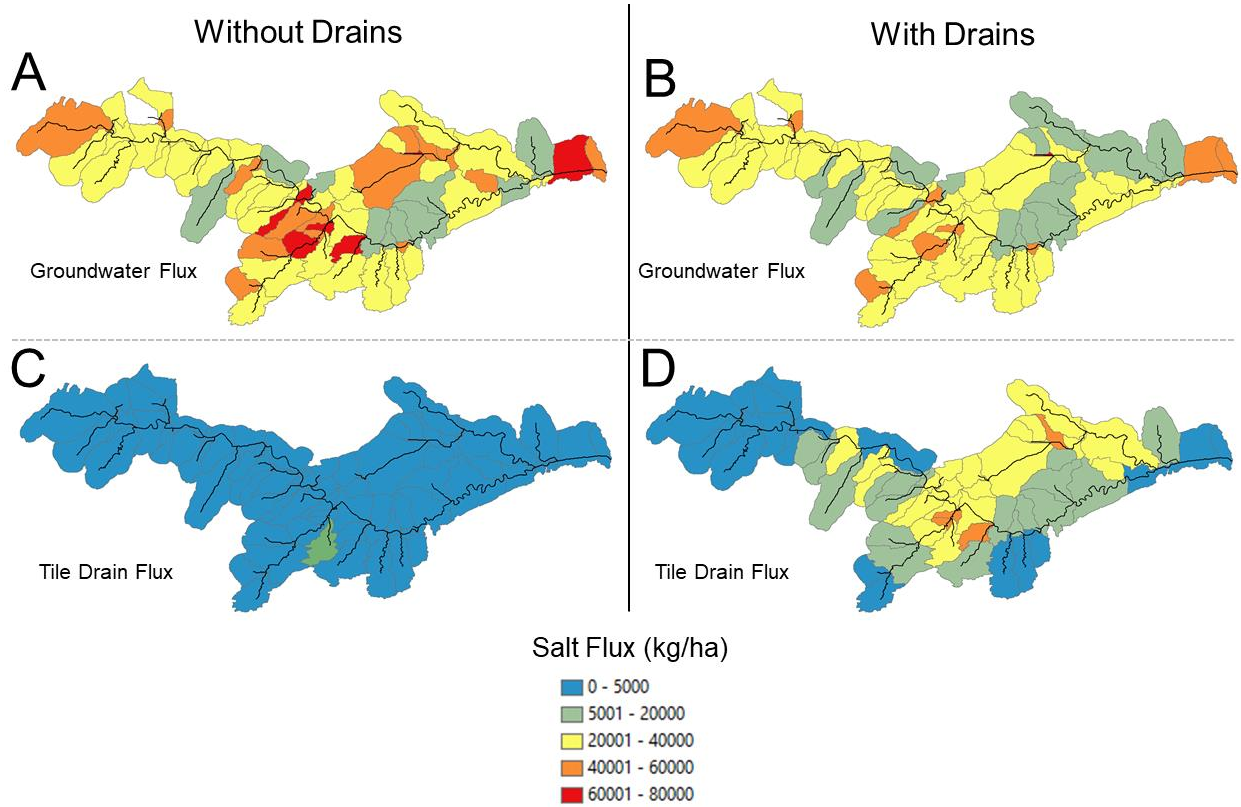 Without Drains
With Drains
A
B
Groundwater Flux
Groundwater Flux
C
D
Tile Drain Flux
Tile Drain Flux
Salt Flux (kg/ha)
0 - 5000
5001 - 20000
20001 - 40000
40001 - 60000
60001 - 80000